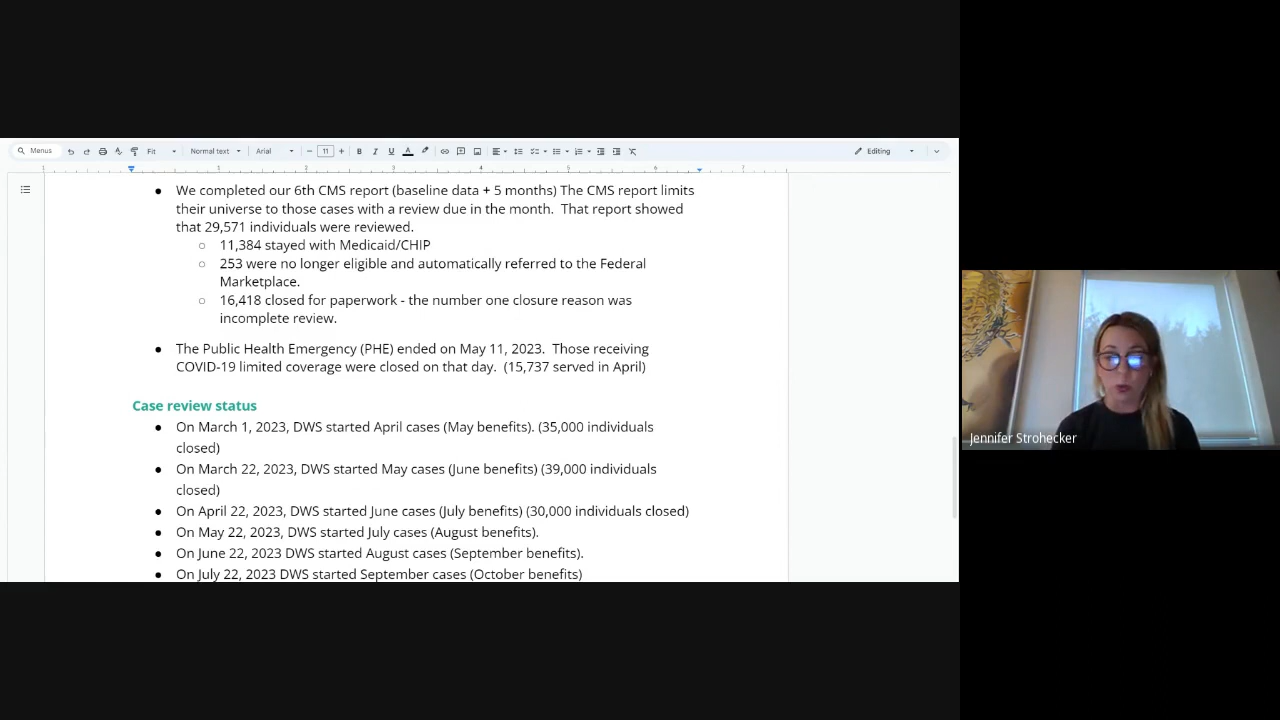 Menus
Fit
Normal text
Arial
11
Editing
1
1
2
3
4
5
6
7
We completed our 6th CMS report (baseline data + 5 months) The CMS report limits
their universe to those cases with a review due in the month.  That report showed
that 29,571 individuals were reviewed.
11,384 stayed with Medicaid/CHIP
253 were no longer eligible and automatically referred to the Federal
Marketplace.
16,418 closed for paperwork - the number one closure reason was
incomplete review.
The Public Health Emergency (PHE) ended on May 11, 2023.  Those receiving
COVID-19 limited coverage were closed on that day.  (15,737 served in April)
Case review status
On March 1, 2023, DWS started April cases (May benefits). (35,000 individuals
closed)
On March 22, 2023, DWS started May cases (June benefits) (39,000 individuals
closed)
On April 22, 2023, DWS started June cases (July benefits) (30,000 individuals closed)
On May 22, 2023, DWS started July cases (August benefits).
On June 22, 2023 DWS started August cases (September benefits).
On July 22, 2023 DWS started September cases (October benefits)
Jennifer Strohecker